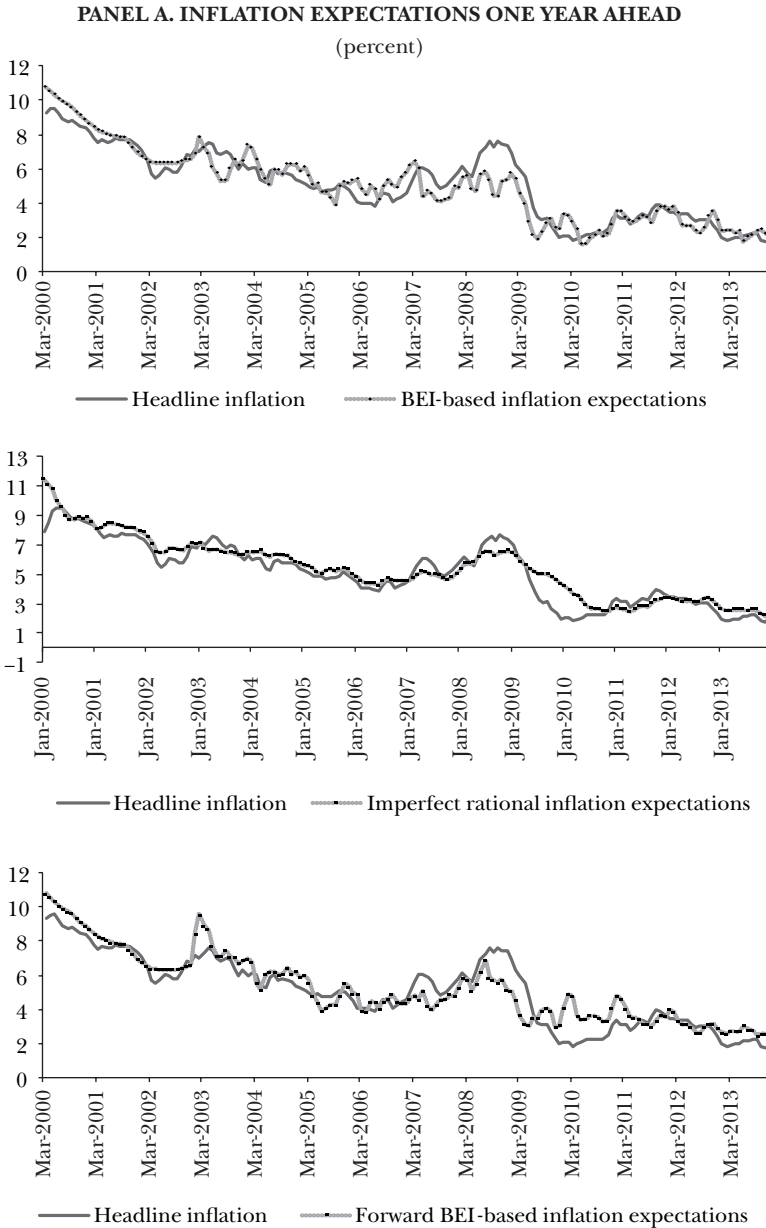 PANEL A. INFLATION EXPECTATIONS ONE YEAR AHEAD
(percent)
12
10
8
6
4
2
0
Mar-2000
Mar-2001
Mar-2002
Mar-2003
Mar-2004
Mar-2005
Mar-2006
Mar-2007
Mar-2008
Mar-2009
Mar-2010
Mar-2011
Mar-2012
Mar-2013
Headline inflation BEI-based inflation expectations
13
11
9
7
5
3
1
–1
Jan-2000
Jan-2001
Jan-2002
Jan-2003
Jan-2004
Jan-2005
Jan-2006
Jan-2007
Jan-2008
Jan-2009
Jan-2010
Jan-2011
Jan-2012
Jan-2013
Headline inflation Imperfect rational inflation expectations
12
10
8
6
4
2
0
Mar-2000
Mar-2001
Mar-2002
Mar-2003
Mar-2004
Mar-2005
Mar-2006
Mar-2007
Mar-2008
Mar-2009
Mar-2010
Mar-2011
Mar-2012
Mar-2013
Headline inflation Forward BEI-based inflation expectations